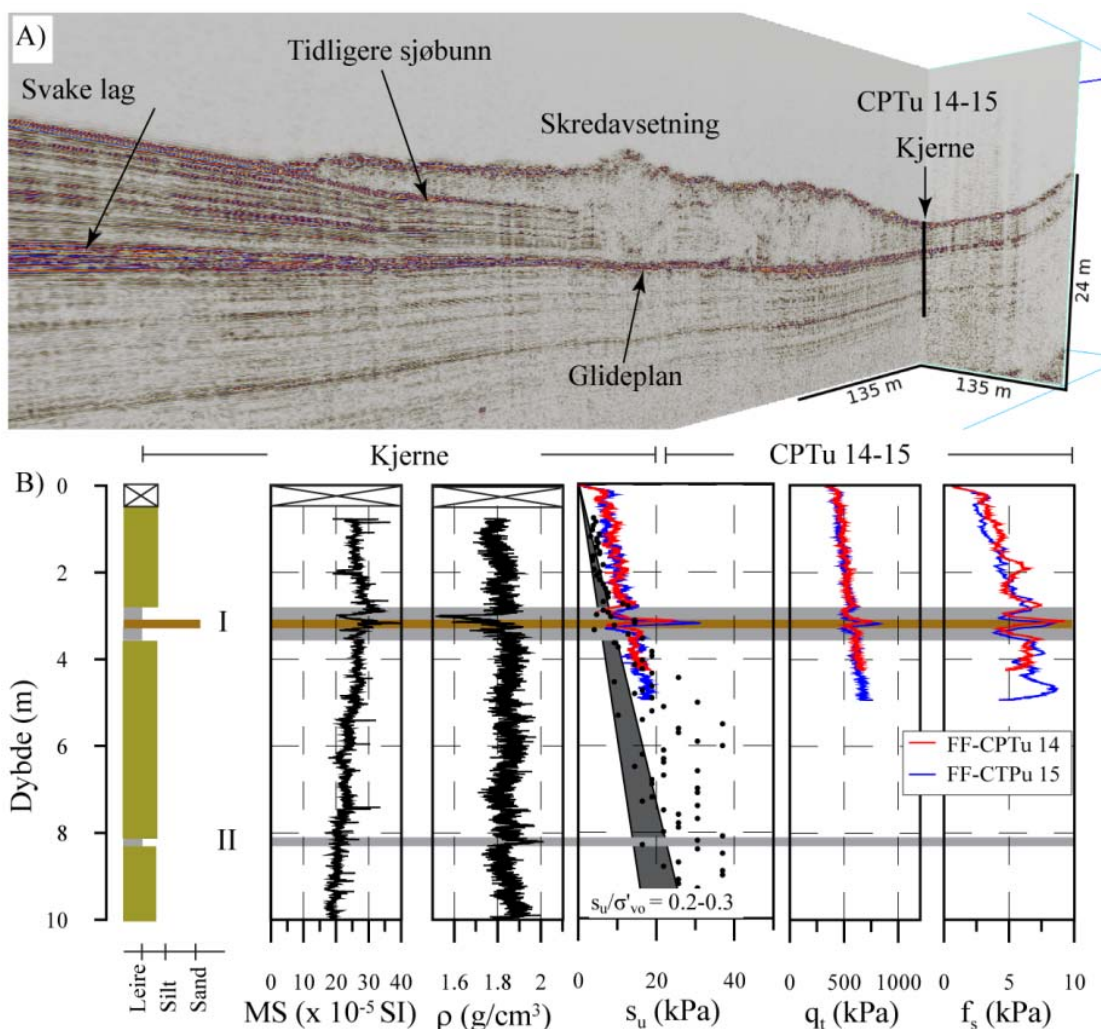 A)
Tidligere sjøbunn
Svake lag
Skredavsetning
CPTu 14-15
Kjerne
24 m
Glideplan
135 m
135 m
Kjerne
CPTu 14-15
B)
0
2
4
6
8
10
Dybde (m)
I
II
FF-CPTu 14
FF-CTPu 15
s_u/σ'_vo = 0.2-0.3
Leire
Silt
Sand
0 10 20 30 40
MS (x 10⁻⁵ SI)
1.6 1.8 2
ρ (g/cm³)
0 20 40
s_u (kPa)
0 500 1000
q_t (kPa)
0 5 10
f_s (kPa)